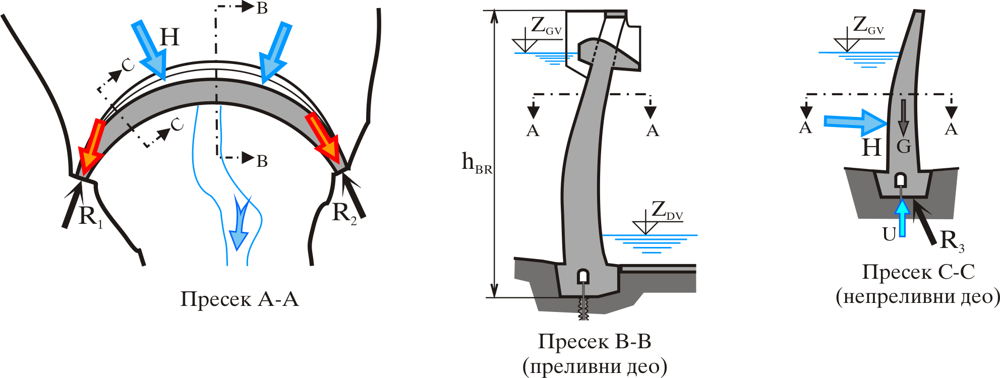 B
H
C
C
B
R1
R2
Пресек A-A
ZGV
A
A
hBR
ZDV
Пресек B-B
(преливни део)
ZGV
A
A
H
G
U
R3
Пресек C-C
(непреливни део)